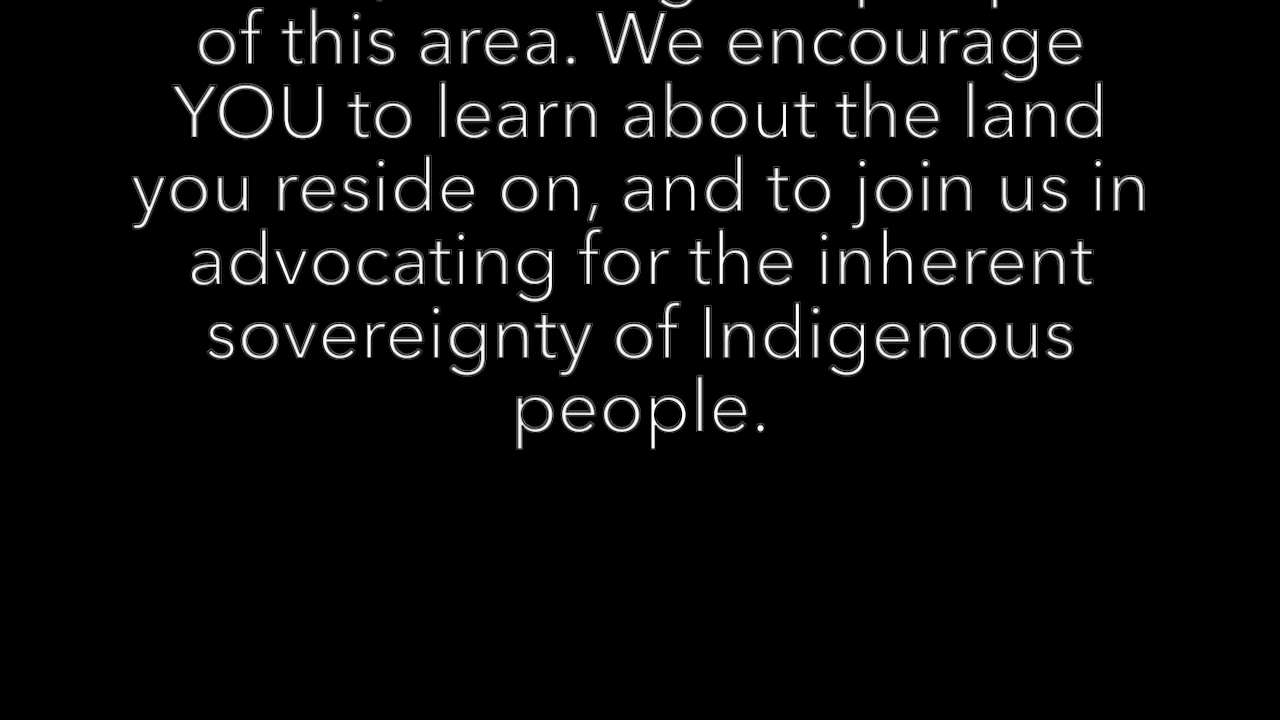 of this area. We encourage
YOU to learn about the land
you reside on, and to join us in
advocating for the inherent
sovereignty of Indigenous
people.